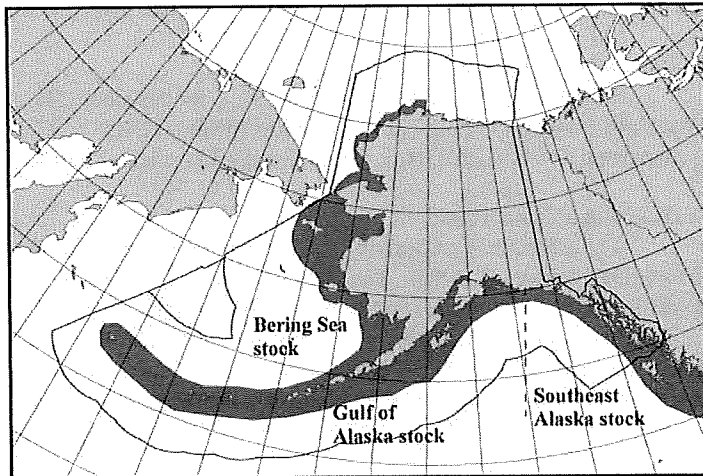 Bering Sea
stock
Gulf of
Alaska stock
Southeast
Alaska stock